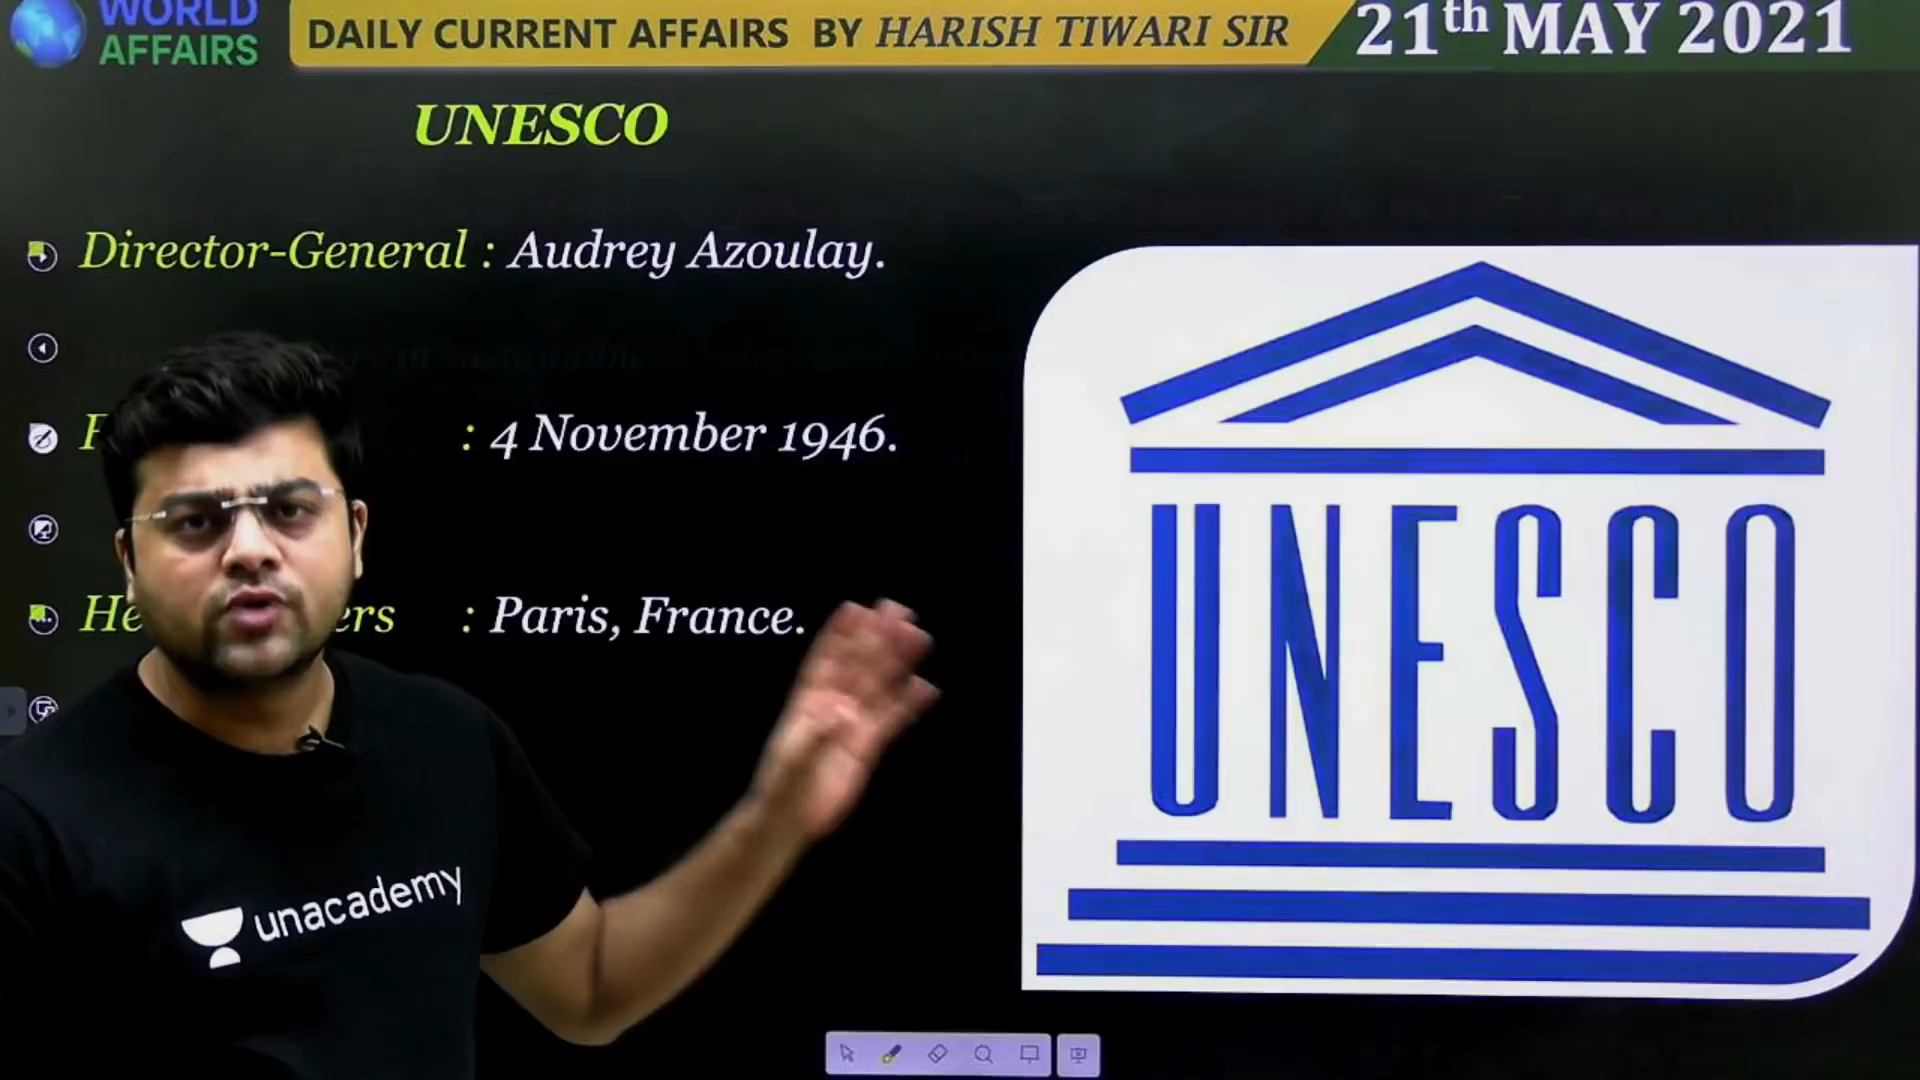 WORLD
AFFAIRS
DAILY CURRENT AFFAIRS BY HARISH TIWARI SIR
21th MAY 2021
UNESCO
Director-General : Audrey Azoulay.
: 4 November 1946.
: Paris, France.
UNESCO
unacademy